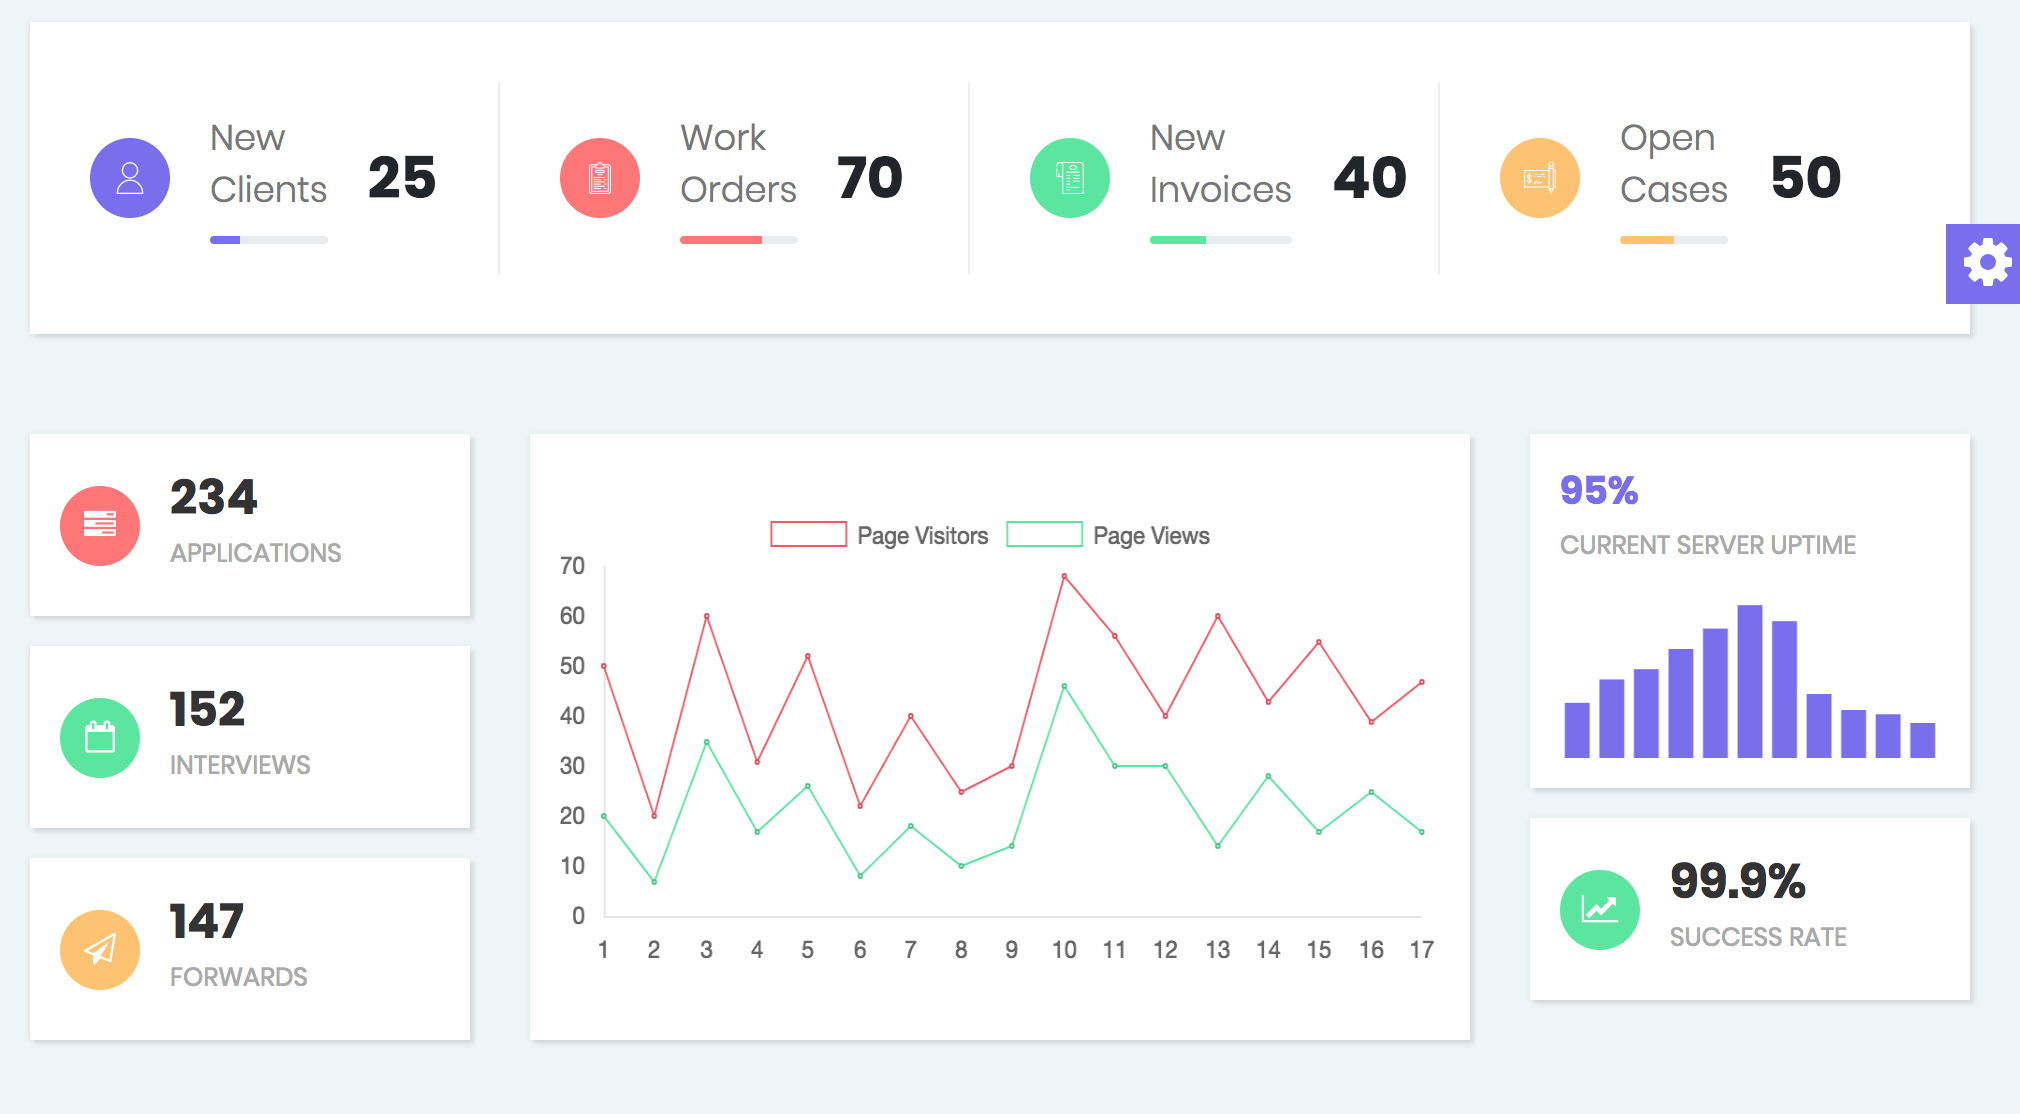 New
Clients
25
Work
Orders
70
New
Invoices
40
Open
Cases
50
234
APPLICATIONS
152
INTERVIEWS
147
FORWARDS
Page Visitors
Page Views
70
60
50
40
30
20
10
0
1 2 3 4 5 6 7 8 9 10 11 12 13 14 15 16 17
95%
CURRENT SERVER UPTIME
99.9%
SUCCESS RATE